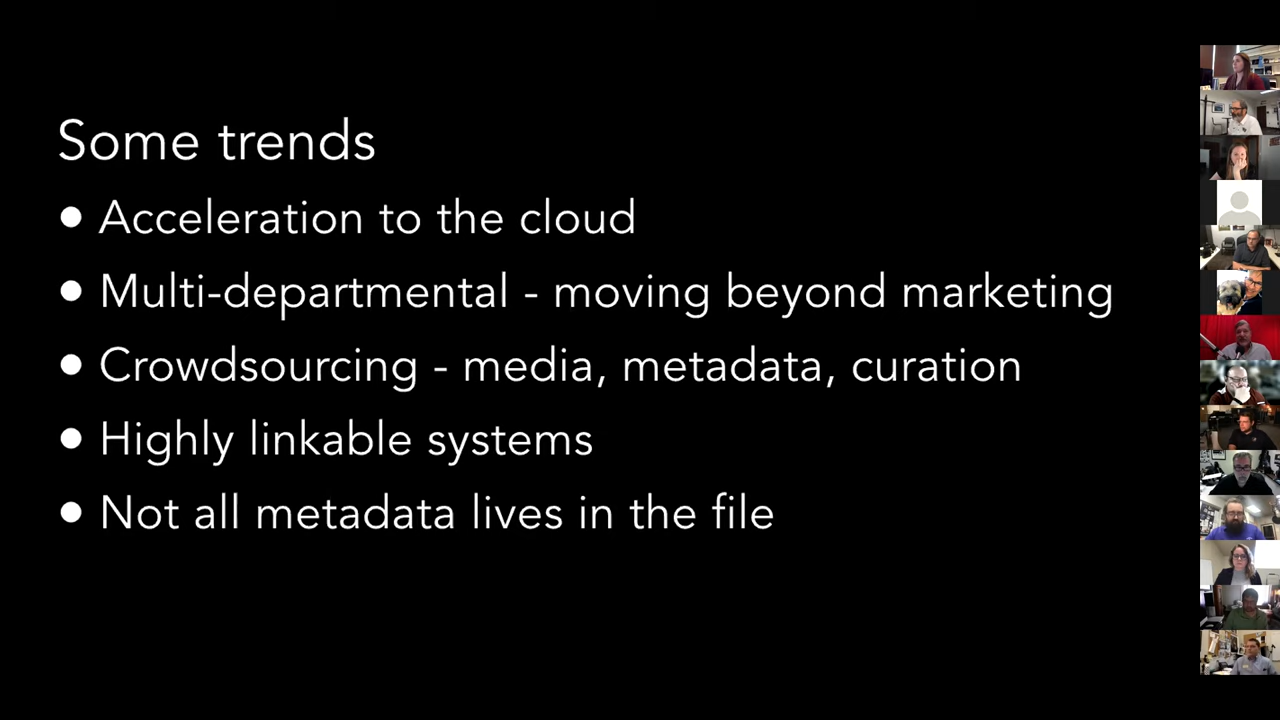 Some trends
• Acceleration to the cloud
• Multi-departmental - moving beyond marketing
• Crowdsourcing - media, metadata, curation
• Highly linkable systems
• Not all metadata lives in the file